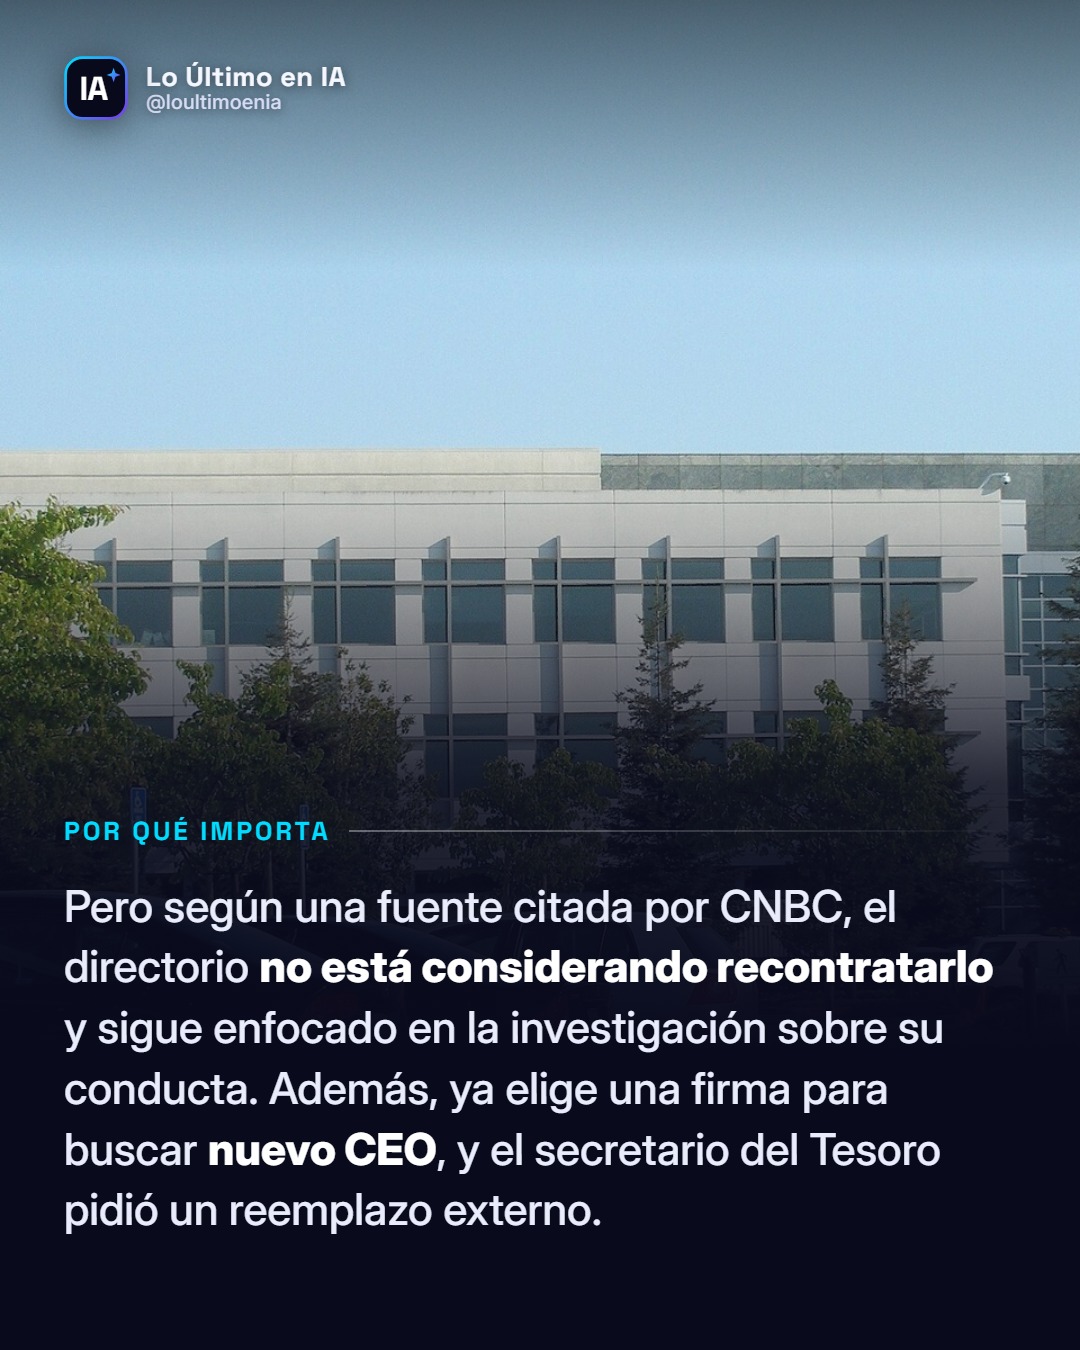 IA
Lo Último en IA
@loultimoenia
POR QUÉ IMPORTA
Pero según una fuente citada por CNBC, el
directorio no está considerando recontratarlo
y sigue enfocado en la investigación sobre su
conducta. Además, ya elige una firma para
buscar nuevo CEO, y el secretario del Tesoro
pidió un reemplazo externo.